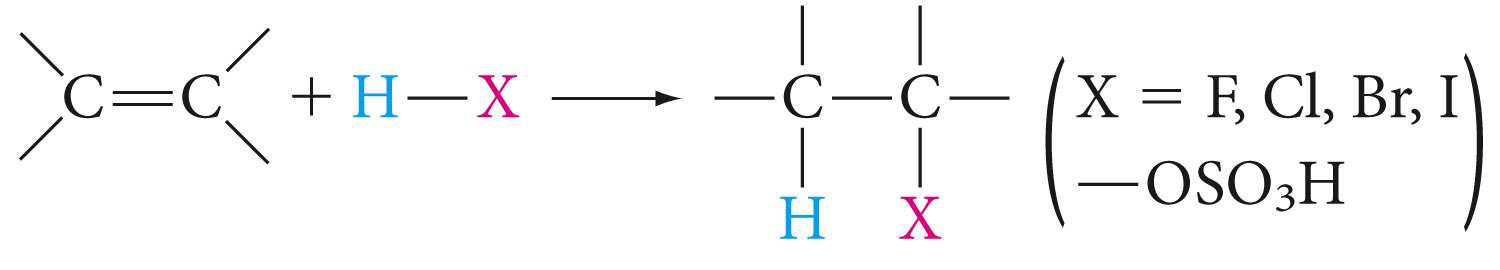 C=C + H—X → —C—C— (X = F, Cl, Br, I
—OSO₃H)
H X